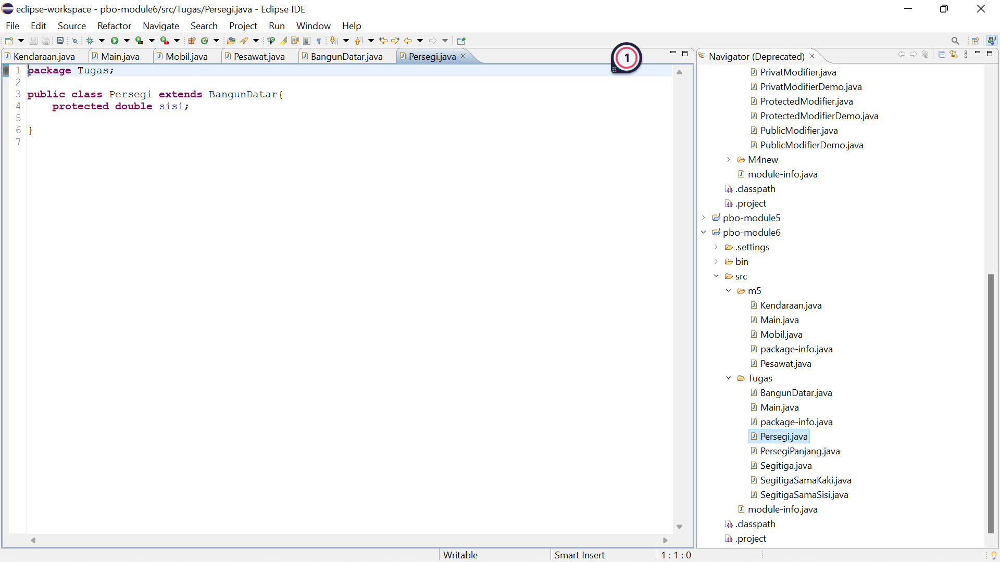 eclipse-workspace - pbo-module6/src/Tugas/Persegi.java - Eclipse IDE
File Edit Source Refactor Navigate Search Project Run Window Help
Kendaraan.java Main.java Mobil.java Pesawat.java BangunDatar.java Persegi.java
1
Navigator (Deprecated)
1 package Tugas;
2
3 public class Persegi extends BangunDatar{
4 protected double sisi;
5
6 }
7
PrivatModifier.java
PrivatModifierDemo.java
ProtectedModifier.java
ProtectedModifierDemo.java
PublicModifier.java
PublicModifierDemo.java
M4new
module-info.java
.classpath
.project
pbo-module5
pbo-module6
.settings
bin
src
m5
Kendaraan.java
Main.java
Mobil.java
package-info.java
Pesawat.java
Tugas
BangunDatar.java
Main.java
package-info.java
Persegi.java
PersegiPanjang.java
Segitiga.java
SegitigaSamaKaki.java
SegitigaSamaSisi.java
module-info.java
.classpath
.project
Writable Smart Insert 1 : 1 : 0